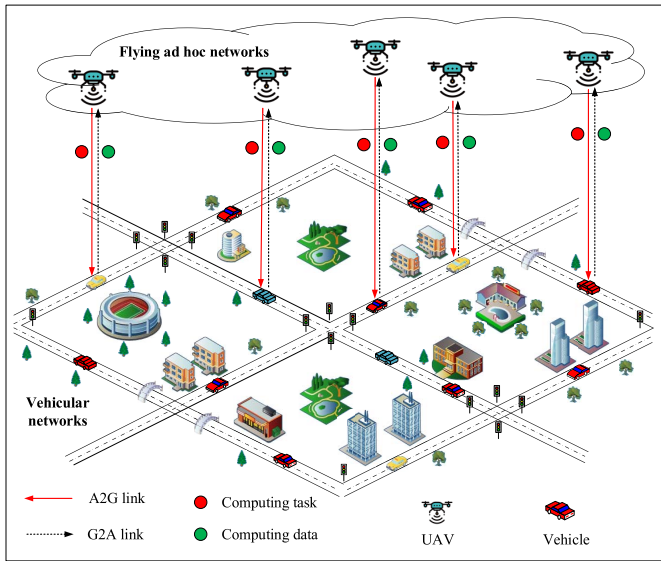 Flying ad hoc networks
Vehicular
networks
A2G link
Computing task
G2A link
Computing data
UAV
Vehicle